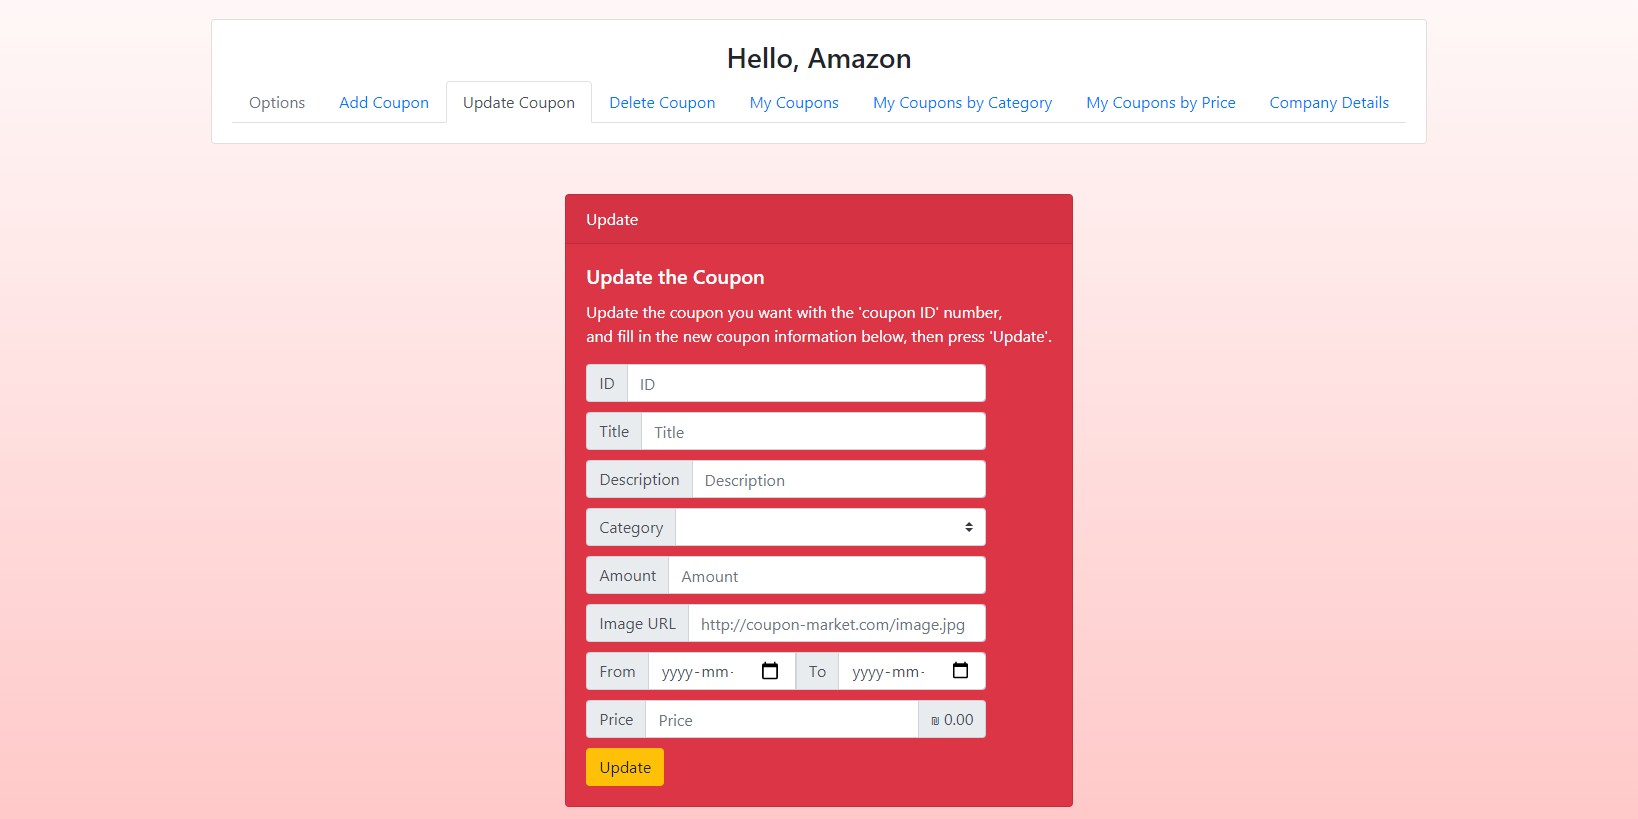 Hello, Amazon
Options Add Coupon Update Coupon Delete Coupon My Coupons My Coupons by Category My Coupons by Price Company Details
Update
Update the Coupon
Update the coupon you want with the 'coupon ID' number,
and fill in the new coupon information below, then press 'Update'.
ID ID
Title Title
Description Description
Category
Amount Amount
Image URL http://coupon-market.com/image.jpg
From yyyy-mm- To yyyy-mm-
Price Price ₪ 0.00
Update